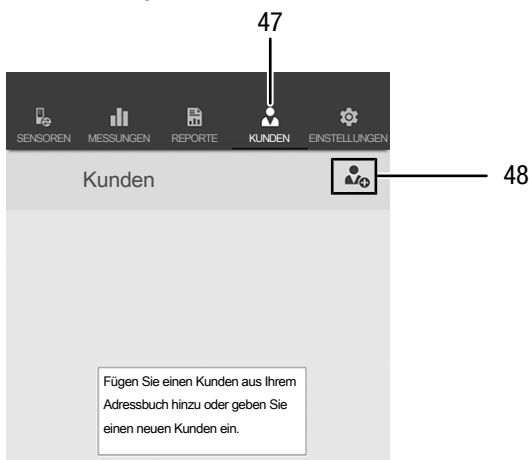 47
SENSOREN MESSUNGEN REPORTE KUNDEN EINSTELLUNGEN
Kunden
48
Fügen Sie einen Kunden aus Ihrem
Adressbuch hinzu oder geben Sie
einen neuen Kunden ein.